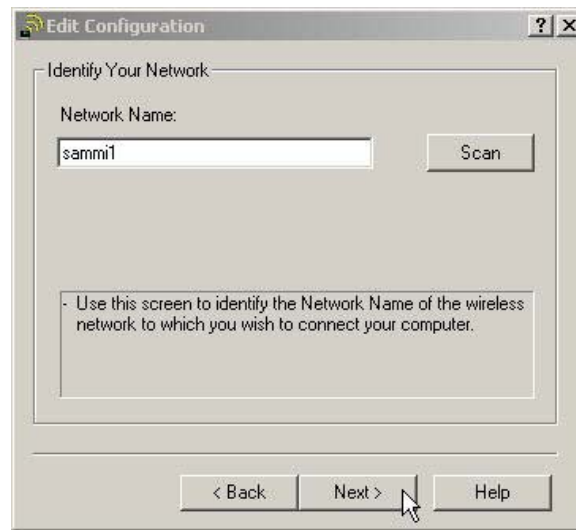 Edit Configuration
Identify Your Network
Network Name:
sammi1
Scan
- Use this screen to identify the Network Name of the wireless
network to which you wish to connect your computer.
< Back
Next >
Help